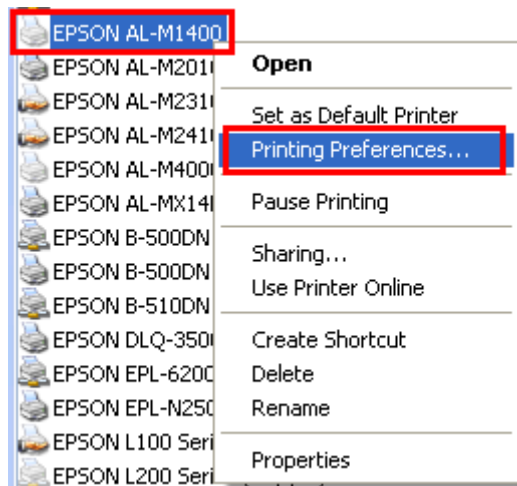 EPSON AL-M1400
EPSON AL-M201
EPSON AL-M231
EPSON AL-M241
EPSON AL-M400
EPSON AL-MX14
EPSON B-500DN
EPSON B-500DN
EPSON B-510DN
EPSON DLQ-350
EPSON EPL-6200
EPSON EPL-N250
EPSON L100 Seri
EPSON L200 Seri
Open
Set as Default Printer
Printing Preferences...
Pause Printing
Sharing...
Use Printer Online
Create Shortcut
Delete
Rename
Properties